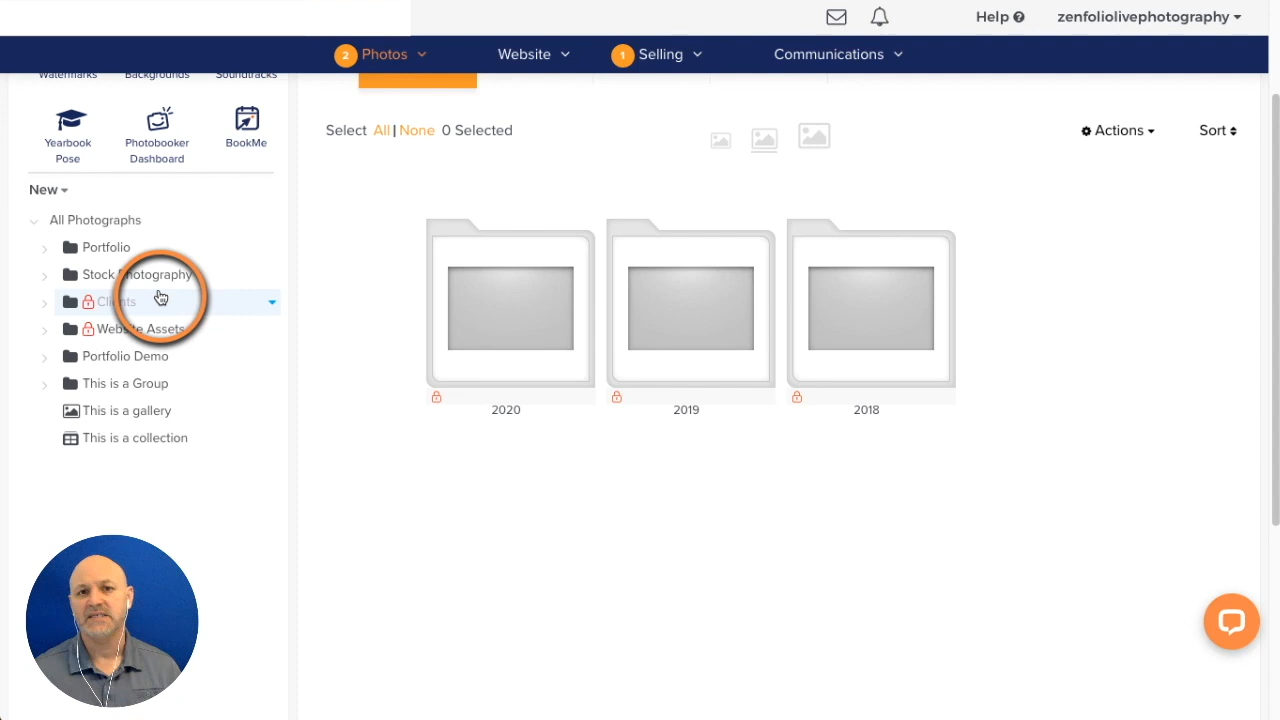 Help ?
zenfoliolivephotography
2 Photos
Website
1 Selling
Communications
Watermarks
Backgrounds
Soundtracks
Yearbook
Pose
Photobooker
Dashboard
BookMe
Select All | None 0 Selected
Actions
Sort
New
All Photographs
Portfolio
Stock Photography
Clients
Website Assets
Portfolio Demo
This is a Group
This is a gallery
This is a collection
2020
2019
2018